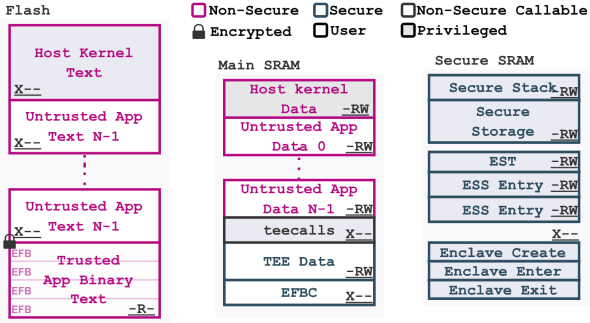 Flash
Non-Secure
Secure
Non-Secure Callable
Encrypted
User
Privileged
Host Kernel
Text
X--
Untrusted App
Text N-1
X--
Untrusted App
Text N-1
X--
EFB
Trusted
EFB
App Binary
EFB
Text
EFB
-R-
Main SRAM
Host kernel
Data
-RW
Untrusted App
Data 0
-RW
Untrusted App
Data N-1
-RW
teecalls
X--
TEE Data
-RW
EFBC
X--
Secure SRAM
Secure Stack
-RW
Secure
Storage
-RW
EST
-RW
ESS Entry
-RW
ESS Entry
-RW
X--
Enclave Create
Enclave Enter
Enclave Exit